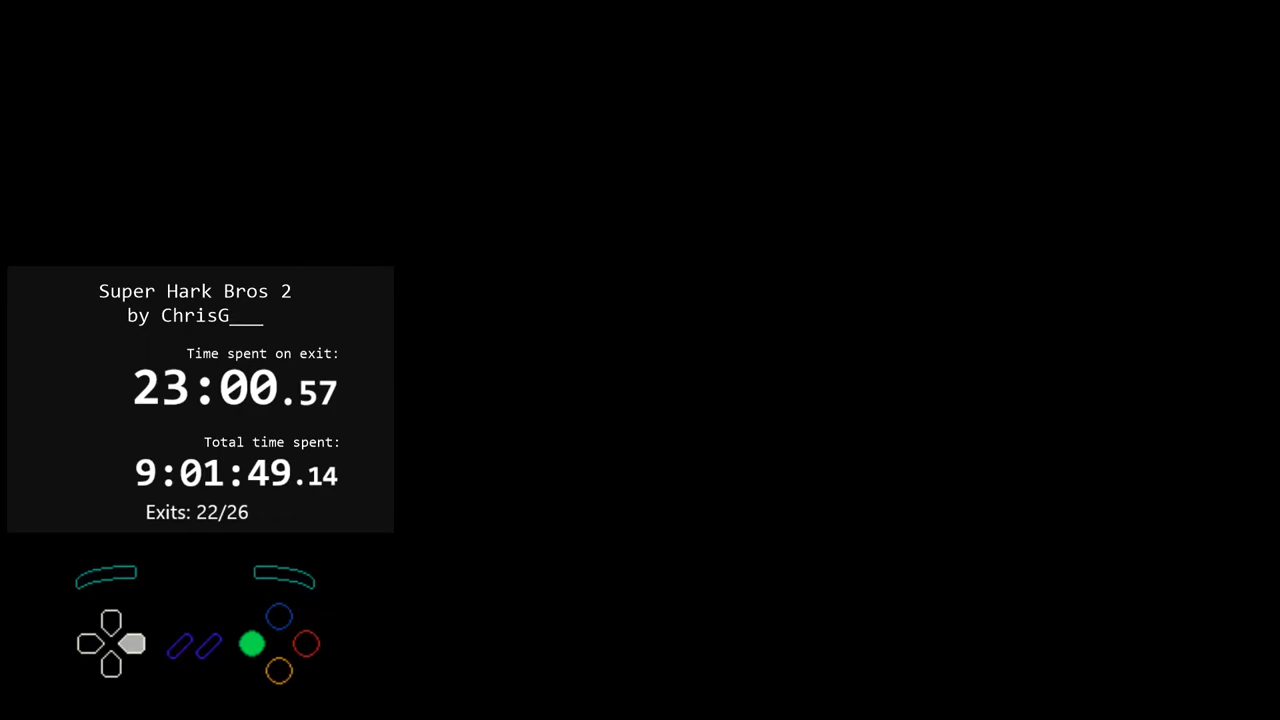 Super Hark Bros 2
by ChrisG___
Time spent on exit:
23:00.57
Total time spent:
9:01:49.14
Exits: 22/26